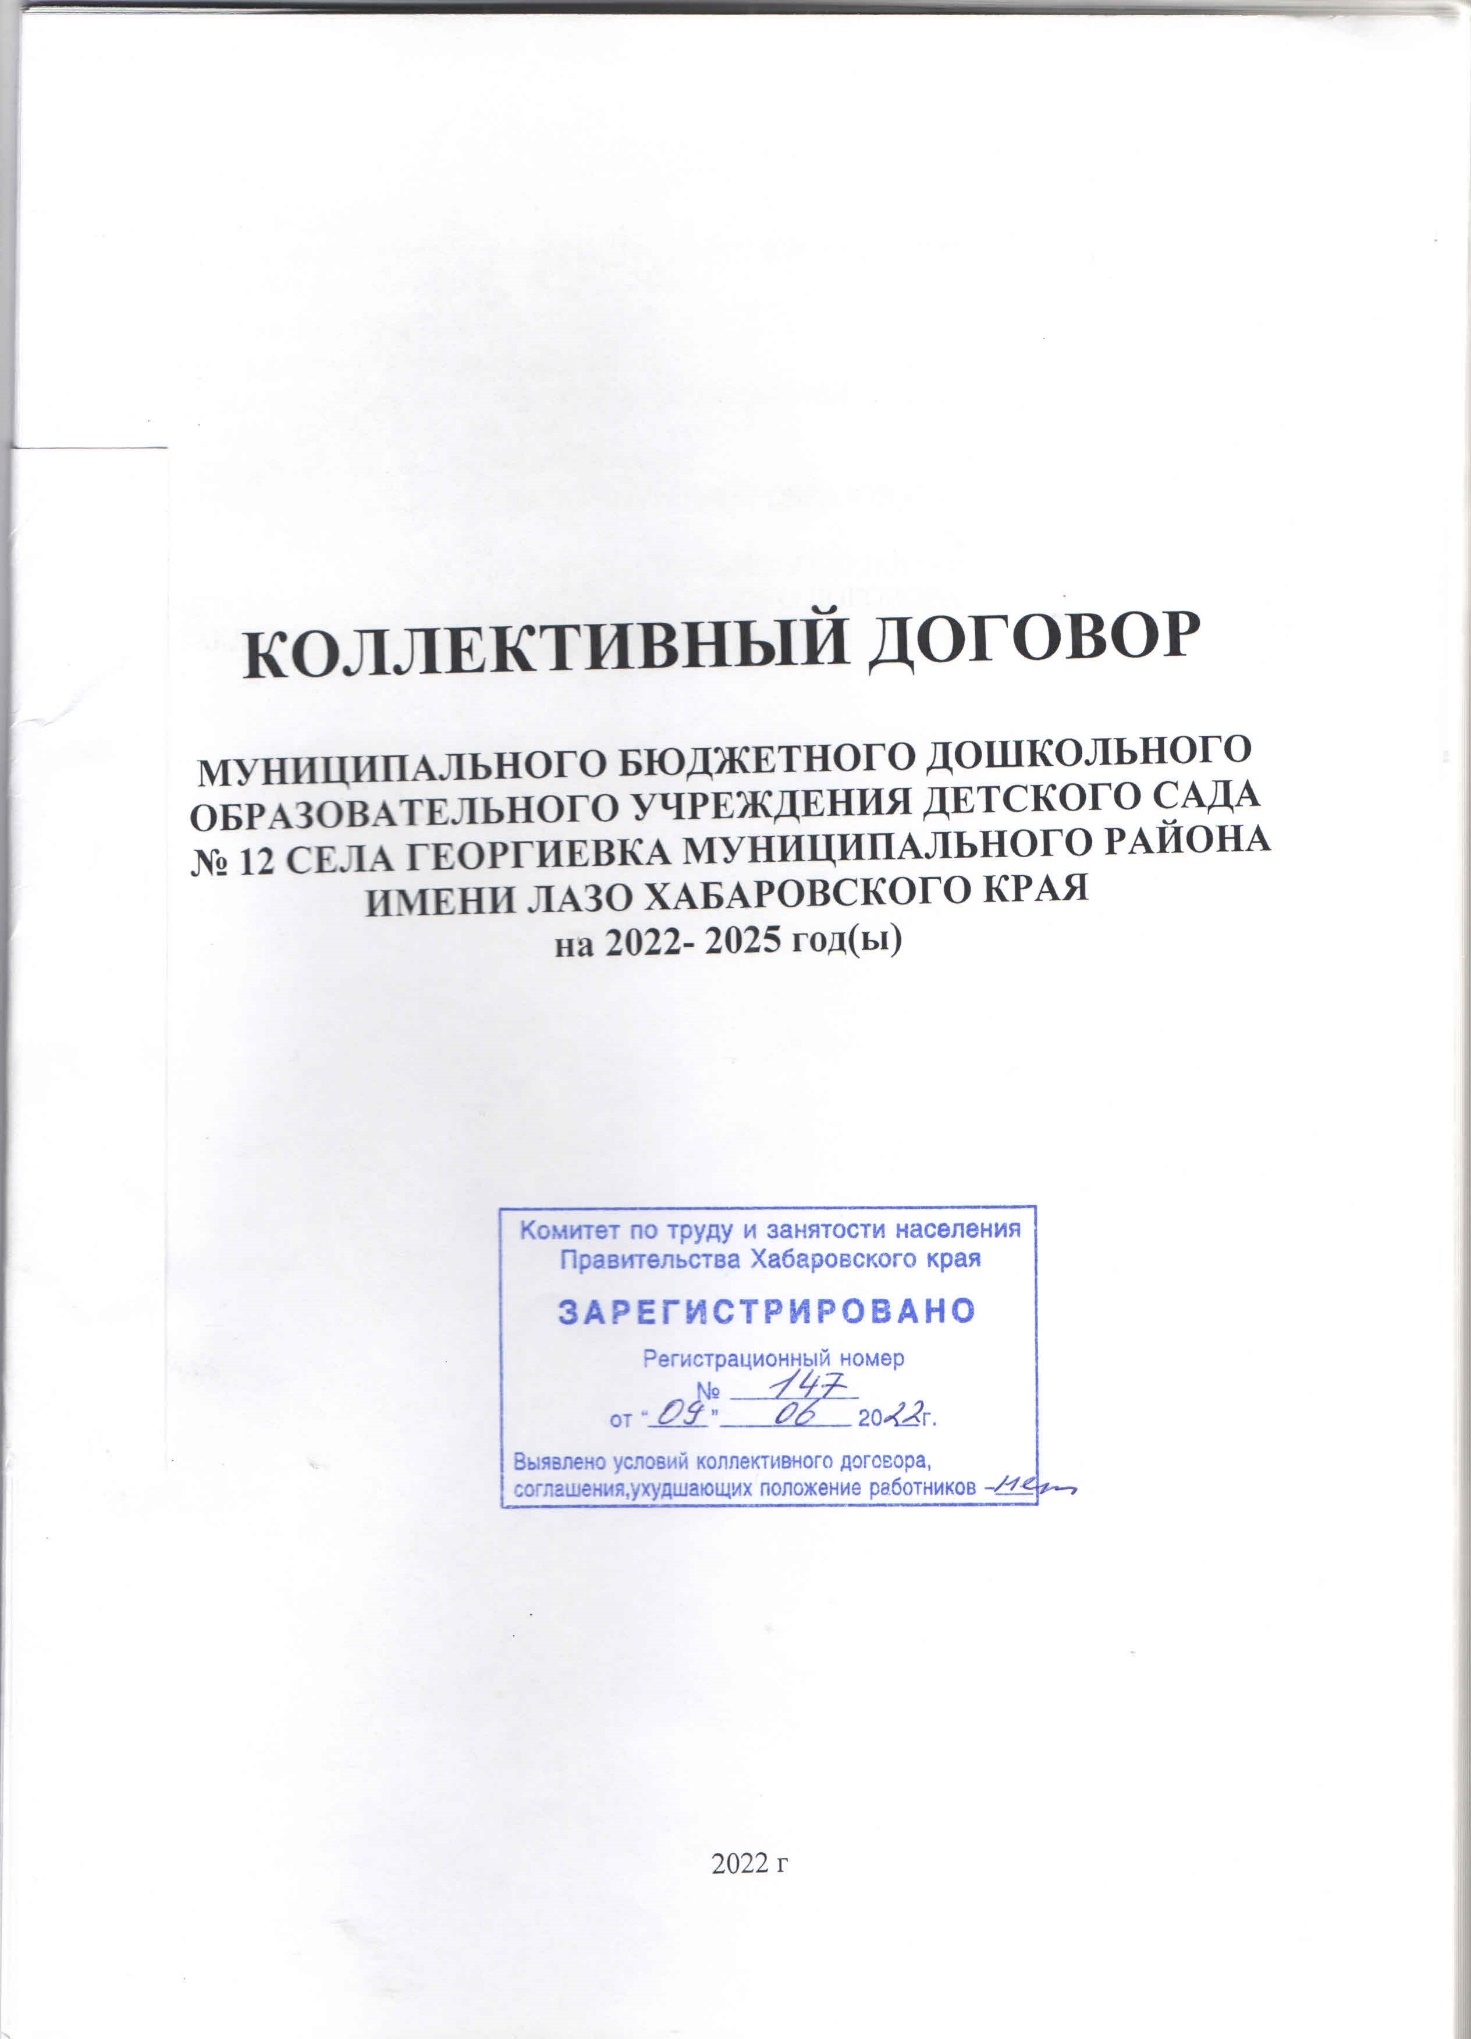 КОЛЛЕКТИВНЫЙ ДОГОВОР
МУНИЦИПАЛЬНОГО БЮДЖЕТНОГО ДОШКОЛЬНОГО
ОБРАЗОВАТЕЛЬНОГО УЧРЕЖДЕНИЯ ДЕТСКОГО САДА
№ 12 СЕЛА ГЕОРГИЕВКА МУНИЦИПАЛЬНОГО РАЙОНА
ИМЕНИ ЛАЗО ХАБАРОВСКОГО КРАЯ
на 2022- 2025 год(ы)
Комитет по труду и занятости населения
Правительства Хабаровского края
ЗАРЕГИСТРИРОВАНО
Регистрационный номер
№ 147
от "09" 06 2022г.
Выявлено условий коллективного договора,
соглашения,ухудшающих положение работников – нет
2022 г